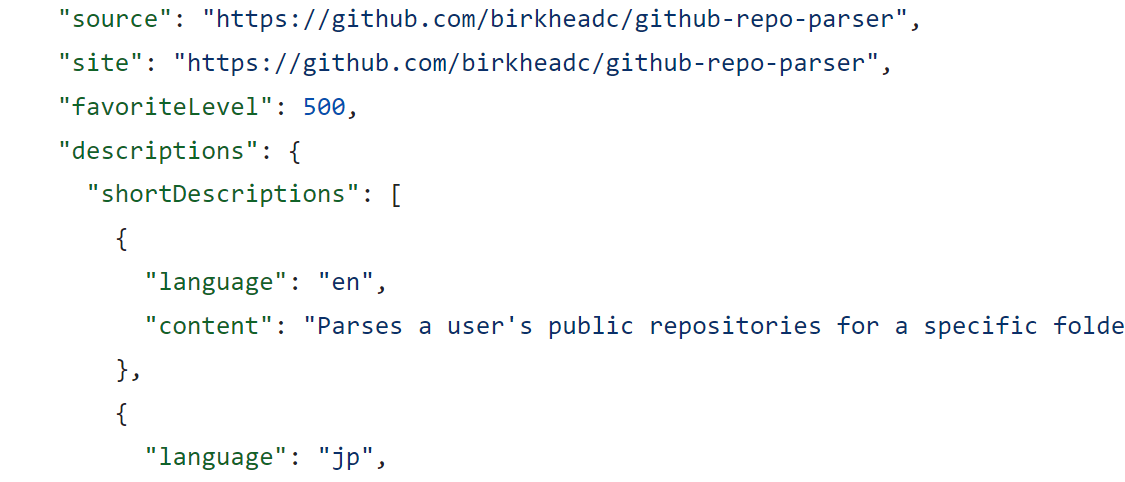 "source": "https://github.com/birkheadc/github-repo-parser",
"site": "https://github.com/birkheadc/github-repo-parser",
"favoriteLevel": 500,
"descriptions": {
"shortDescriptions": [
{
"language": "en",
"content": "Parses a user's public repositories for a specific folde
},
{
"language": "jp",